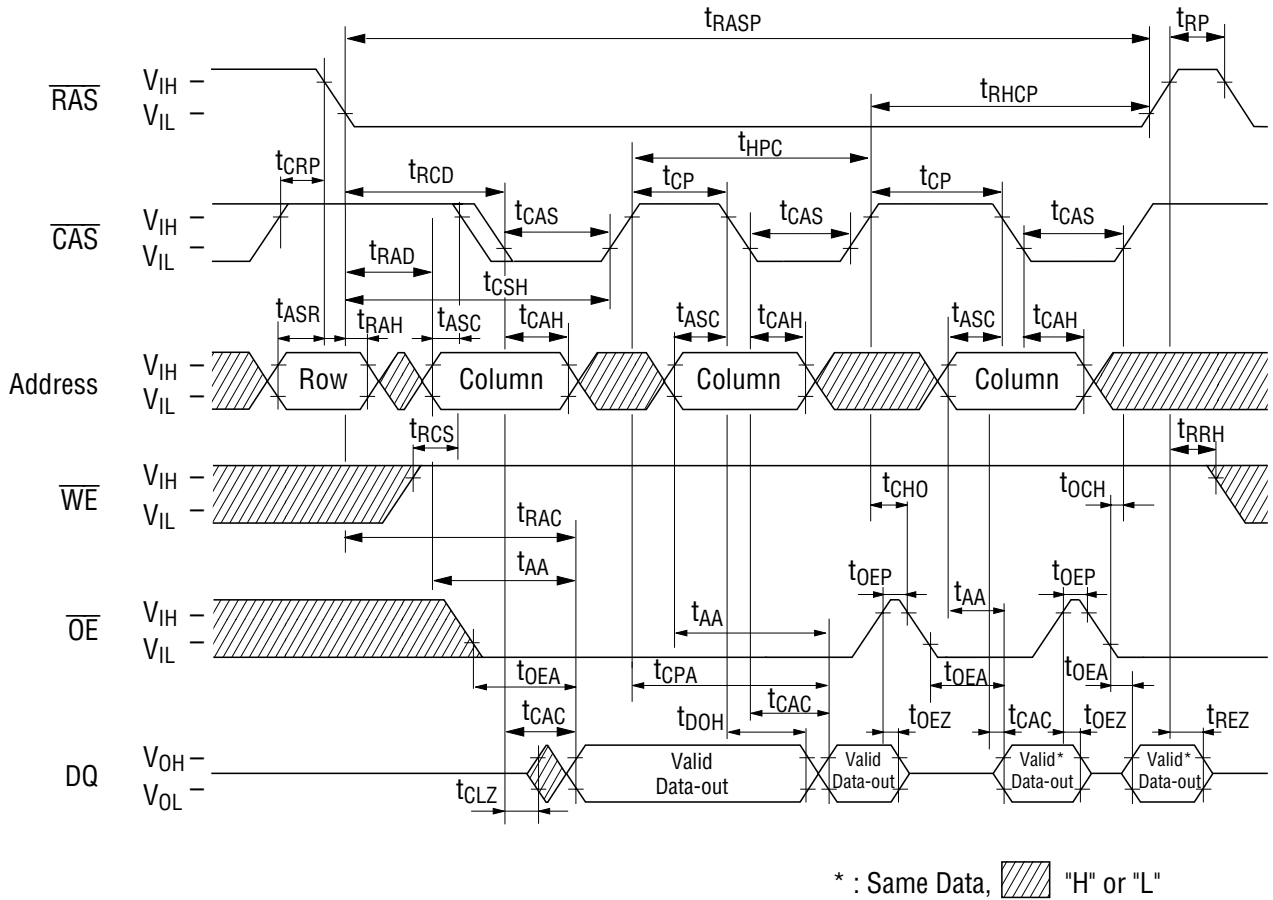 tRASP
tRP
RAS
VIH
VIL
tRHCP
tHPC
tCRP
tRCD
tCP
tCP
CAS
VIH
VIL
tCAS
tCAS
tCAS
tRAD
tCSH
tASR
tRAH
tASC
tCAH
tASC
tCAH
tASC
tCAH
Address
VIH
VIL
Row
Column
Column
Column
tRCS
tRRH
WE
VIH
VIL
tCHO
tOCH
tRAC
tAA
tOEP
tOEP
OE
VIH
VIL
tAA
tAA
tOEA
tCPA
tOEA
tOEA
tCAC
tCAC
tDOH
tOEZ
tCAC
tOEZ
tREZ
DQ
VOH
VOL
Valid
Data-out
Valid
Data-out
Valid*
Data-out
Valid*
Data-out
tCLZ
* : Same Data, "H" or "L"